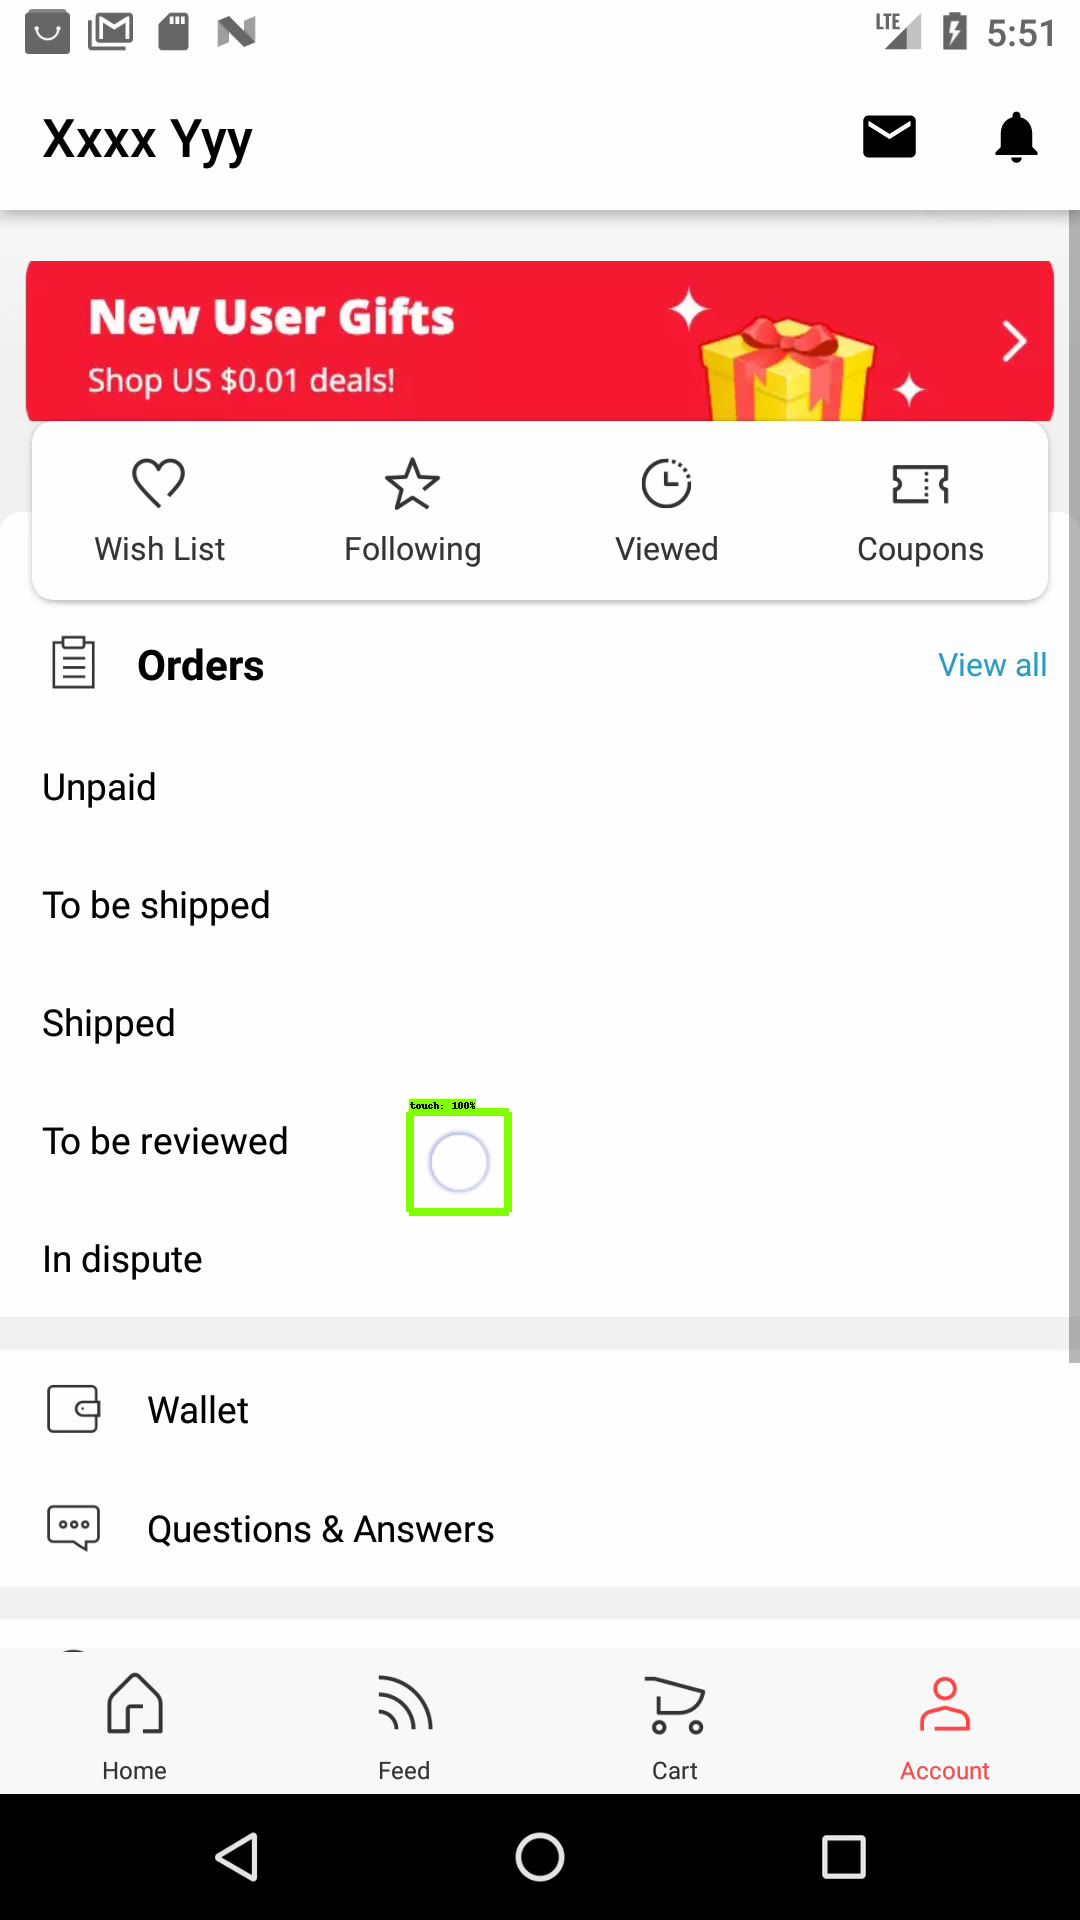 LTE 5:51
Xxxx Yyy
New User Gifts
Shop US $0.01 deals!
Wish List Following Viewed Coupons
Orders View all
Unpaid
To be shipped
Shipped
touch: 100%
To be reviewed
In dispute
Wallet
Questions & Answers
Home Feed Cart Account